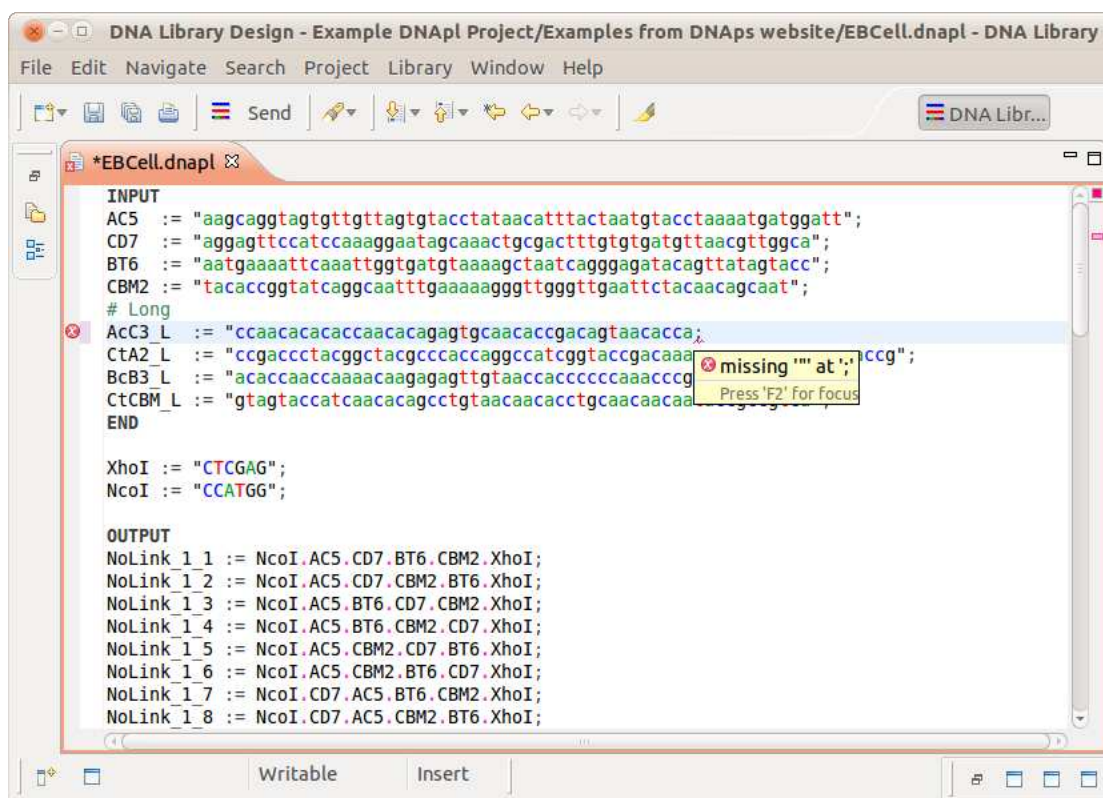 DNA Library Design - Example DNApl Project/Examples from DNAps website/EBCell.dnapl - DNA Library
File Edit Navigate Search Project Library Window Help
Send
DNA Libr...
*EBCell.dnapl
INPUT
AC5 := "aagcaggtagtgttgttagtgtacctataacatttactaatgtacctaaaatgatggatt";
CD7 := "aggagttccatccaaaggaatagcaaactgcgactttgtgtgatgttaacgttggca";
BT6 := "aatgaaaattcaaattggtgatgtaaaagctaatcagggagatacagttatagtacc";
CBM2 := "tacaccggtatcaggcaatttgaaaaagggttgggttgaattctacaacagcaat";
# Long
AcC3_L := "ccaacacacaccaacacagagtgcaacaccgacagtaacacca;
CtA2_L := "ccgaccctacggctacgcccaccaggccatcggtaccgacaaa accg";
missing '"' at ';'
BcB3_L := "acaccaaccaaaacaagagagttgtaaccaccccccaaacccg
Press 'F2' for focus
CtCBM_L := "gtagtaccatcaacacagcctgtaacaacacctgcaacaacaa
END
XhoI := "CTCGAG";
NcoI := "CCATGG";
OUTPUT
NoLink_1_1 := NcoI.AC5.CD7.BT6.CBM2.XhoI;
NoLink_1_2 := NcoI.AC5.CD7.CBM2.BT6.XhoI;
NoLink_1_3 := NcoI.AC5.BT6.CD7.CBM2.XhoI;
NoLink_1_4 := NcoI.AC5.BT6.CBM2.CD7.XhoI;
NoLink_1_5 := NcoI.AC5.CBM2.CD7.BT6.XhoI;
NoLink_1_6 := NcoI.AC5.CBM2.BT6.CD7.XhoI;
NoLink_1_7 := NcoI.CD7.AC5.BT6.CBM2.XhoI;
NoLink_1_8 := NcoI.CD7.AC5.CBM2.BT6.XhoI;
Writable Insert